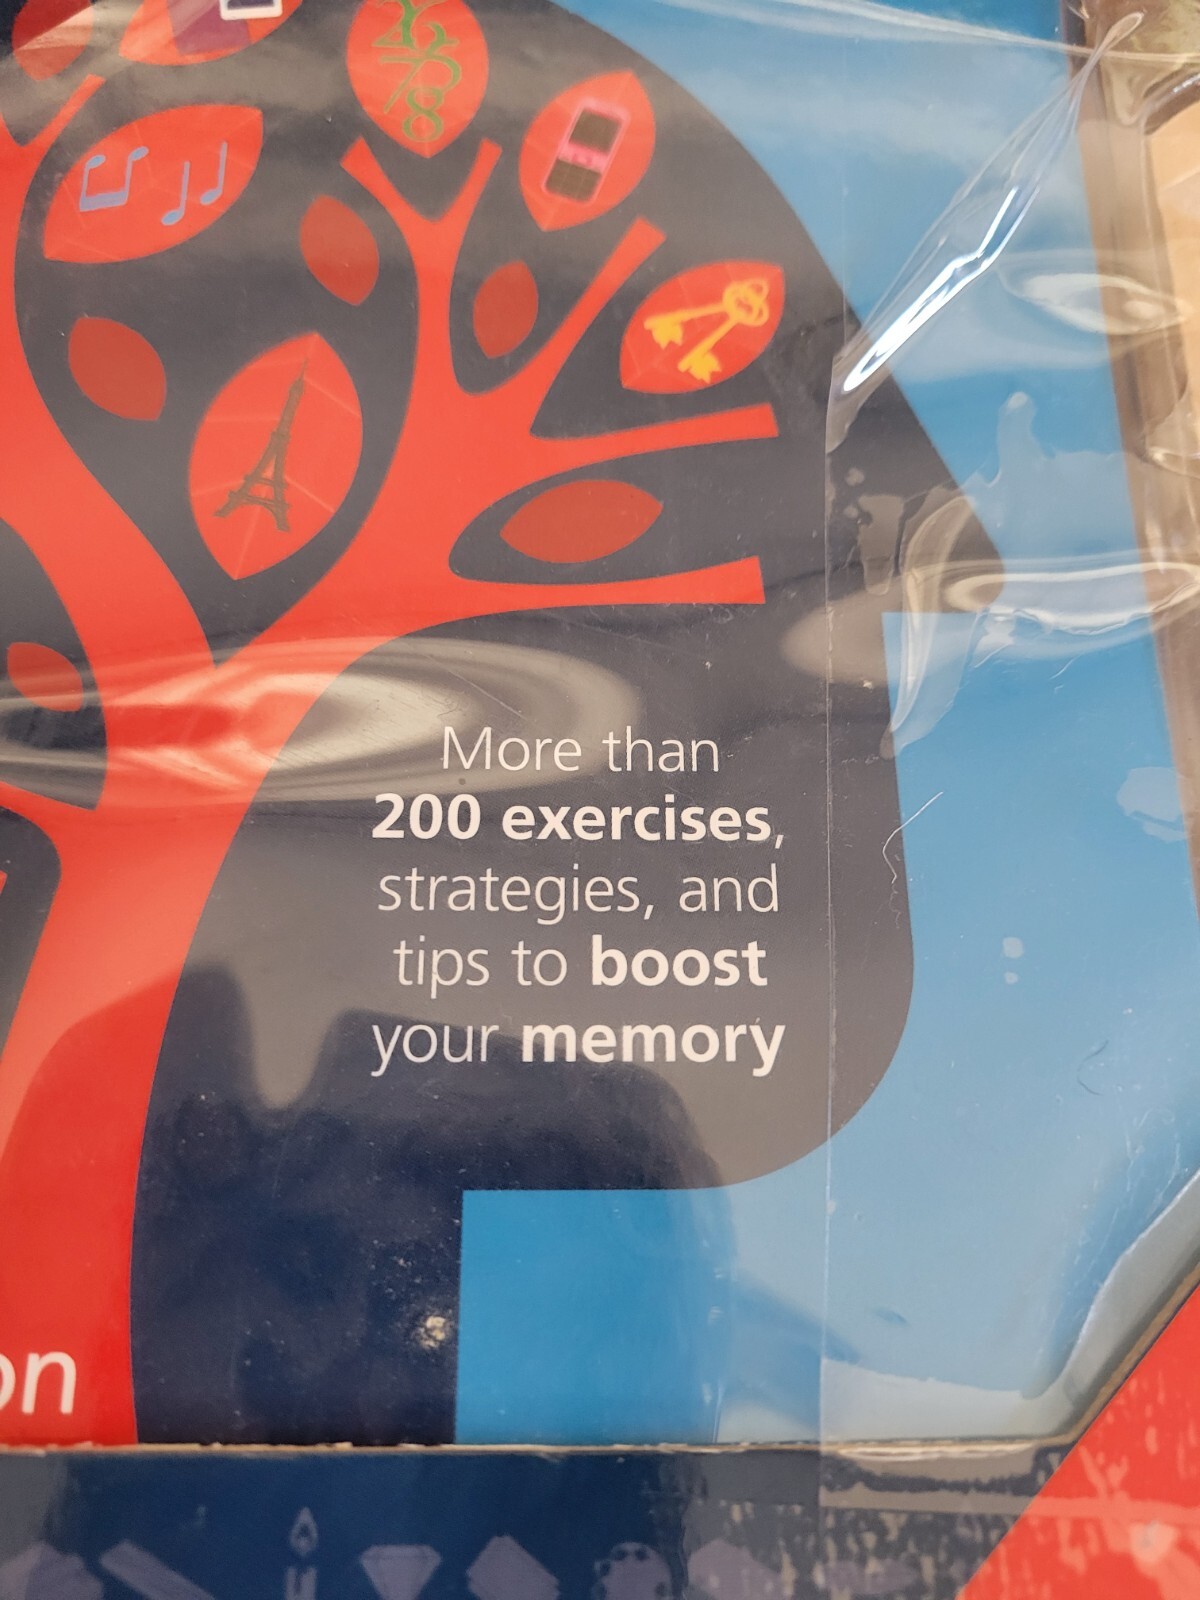 More than
200 exercises,
strategies, and
tips to boost
your memory
on